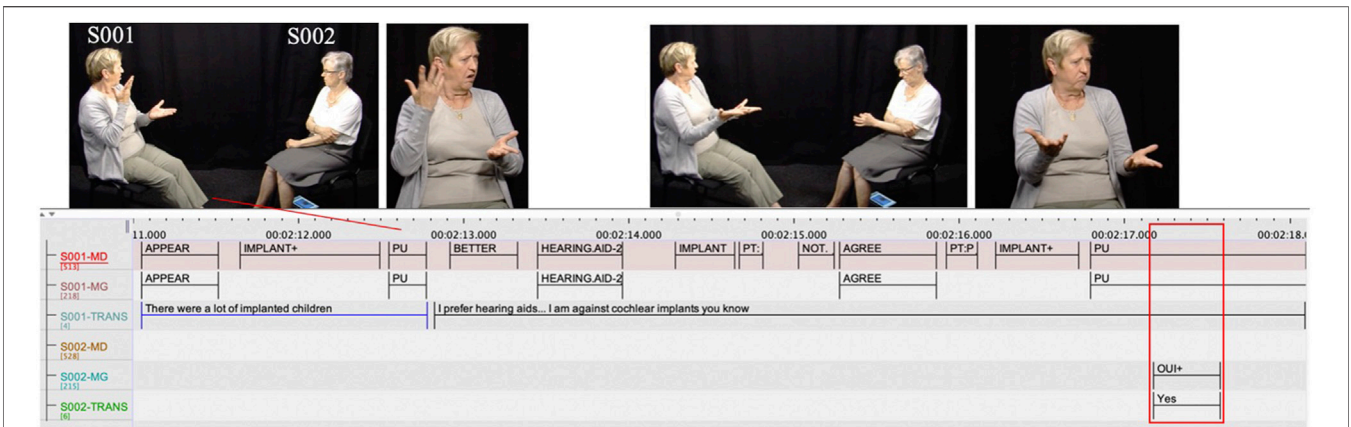 S001 S002
11.000 00:02:12.000 00:02:13.000 00:02:14.000 00:02:15.000 00:02:16.000 00:02:17.000 00:02:18.
S001-MD APPEAR IMPLANT+ PU BETTER HEARING.AID-2 IMPLANT PT: NOT. AGREE PT:P IMPLANT+ PU
[513]
S001-MG APPEAR PU HEARING.AID-2 AGREE PU
[218]
S001-TRANS There were a lot of implanted children I prefer hearing aids... I am against cochlear implants you know
[4]
S002-MD
[528]
S002-MG OUI+
[215]
S002-TRANS Yes
[6]